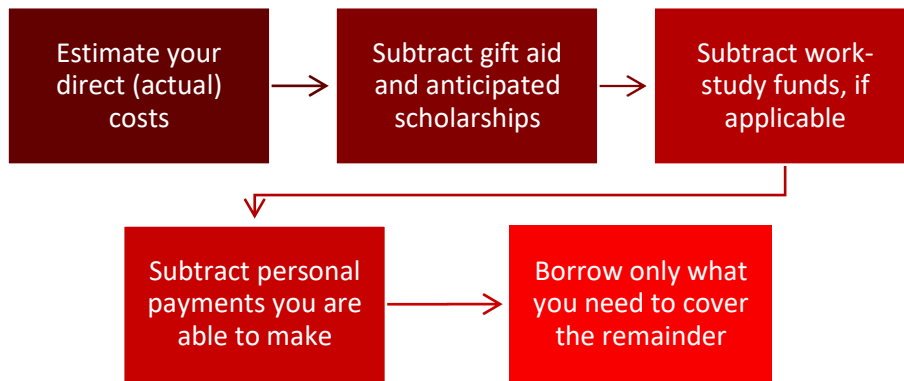 Estimate your
direct (actual)
costs
Subtract gift aid
and anticipated
scholarships
Subtract work-
study funds, if
applicable
Subtract personal
payments you are
able to make
Borrow only what
you need to cover
the remainder